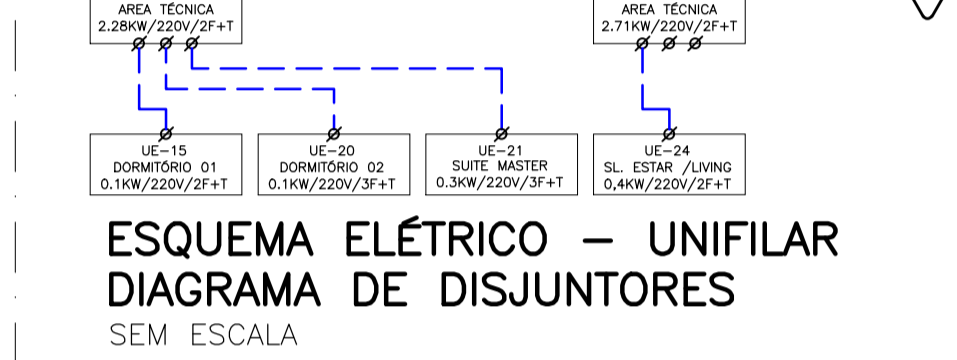 AREA TÉCNICA
2.28KW/220V/2F+T
AREA TÉCNICA
2.71KW/220V/2F+T
UE-15
DORMITÓRIO 01
0.1KW/220V/2F+T
UE-20
DORMITÓRIO 02
0.1KW/220V/3F+T
UE-21
SUITE MASTER
0.3KW/220V/3F+T
UE-24
SL. ESTAR /LIVING
0,4KW/220V/2F+T
ESQUEMA ELÉTRICO – UNIFILAR
DIAGRAMA DE DISJUNTORES
SEM ESCALA